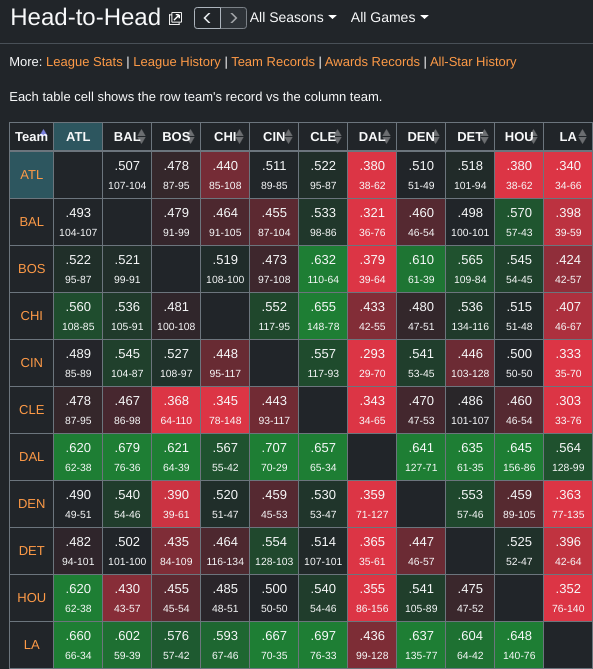 Head-to-Head < > All Seasons All Games
More: League Stats | League History | Team Records | Awards Records | All-Star History
Each table cell shows the row team's record vs the column team.
Team ATL BAL BOS CHI CIN CLE DAL DEN DET HOU LA
ATL .507 .478 .440 .511 .522 .380 .510 .518 .380 .340
107-104 87-95 85-108 89-85 95-87 38-62 51-49 101-94 38-62 34-66
BAL .493 .479 .464 .455 .533 .321 .460 .498 .570 .398
104-107 91-99 91-105 87-104 98-86 36-76 46-54 100-101 57-43 39-59
BOS .522 .521 .519 .473 .632 .379 .610 .565 .545 .424
95-87 99-91 108-100 97-108 110-64 39-64 61-39 109-84 54-45 42-57
CHI .560 .536 .481 .552 .655 .433 .480 .536 .515 .407
108-85 105-91 100-108 117-95 148-78 42-55 47-51 134-116 51-48 46-67
CIN .489 .545 .527 .448 .557 .293 .541 .446 .500 .333
85-89 104-87 108-97 95-117 117-93 29-70 53-45 103-128 50-50 35-70
CLE .478 .467 .368 .345 .443 .343 .470 .486 .460 .303
87-95 86-98 64-110 78-148 93-117 34-65 47-53 101-107 46-54 33-76
DAL .620 .679 .621 .567 .707 .657 .641 .635 .645 .564
62-38 76-36 64-39 55-42 70-29 65-34 127-71 61-35 156-86 128-99
DEN .490 .540 .390 .520 .459 .530 .359 .553 .459 .363
49-51 54-46 39-61 51-47 45-53 53-47 71-127 57-46 89-105 77-135
DET .482 .502 .435 .464 .554 .514 .365 .447 .525 .396
94-101 101-100 84-109 116-134 128-103 107-101 35-61 46-57 52-47 42-64
HOU .620 .430 .455 .485 .500 .540 .355 .541 .475 .352
62-38 43-57 45-54 48-51 50-50 54-46 86-156 105-89 47-52 76-140
LA .660 .602 .576 .593 .667 .697 .436 .637 .604 .648
66-34 59-39 57-42 67-46 70-35 76-33 99-128 135-77 64-42 140-76